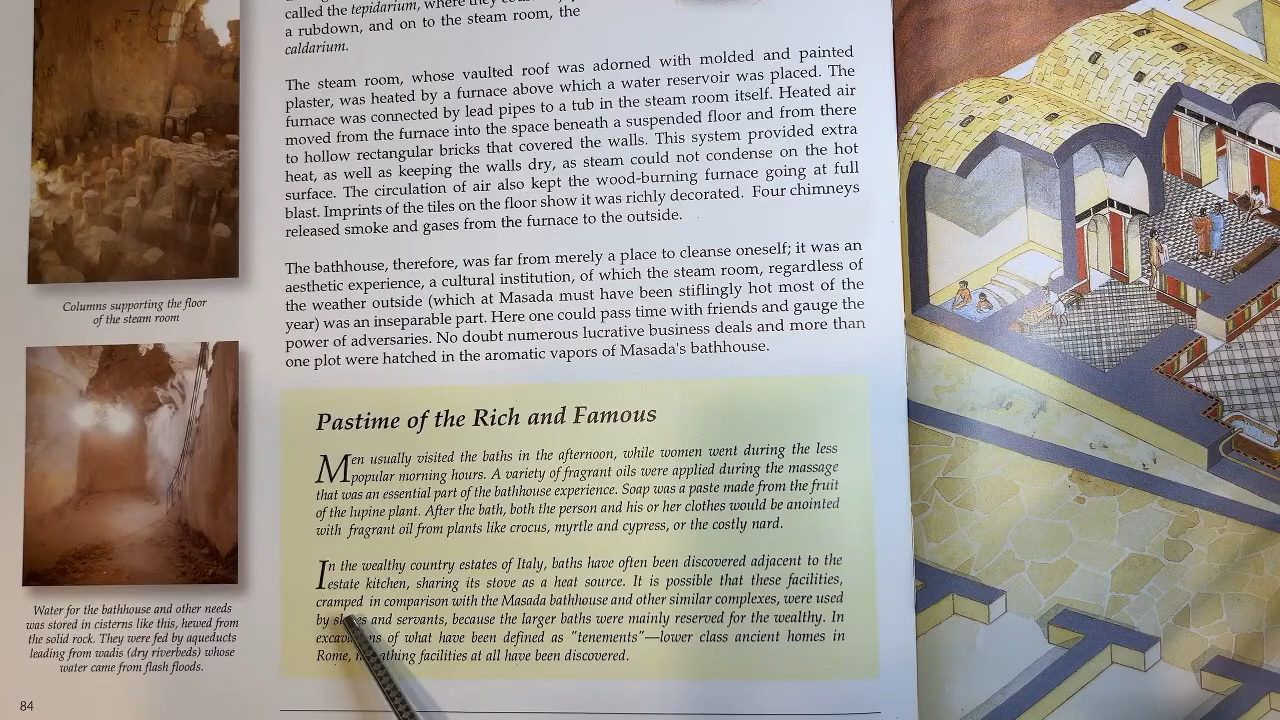 called the tepidarium, where they
a rubdown, and on to the steam room, the
caldarium.
The steam room, whose vaulted roof was adorned with molded and painted
plaster, was heated by a furnace above which a water reservoir was placed. The
furnace was connected by lead pipes to a tub in the steam room itself. Heated air
moved from the furnace into the space beneath a suspended floor and from there
to hollow rectangular bricks that covered the walls. This system provided extra
heat, as well as keeping the walls dry, as steam could not condense on the hot
surface. The circulation of air also kept the wood-burning furnace going at full
blast. Imprints of the tiles on the floor show it was richly decorated. Four chimneys
released smoke and gases from the furnace to the outside.
The bathhouse, therefore, was far from merely a place to cleanse oneself; it was an
aesthetic experience, a cultural institution, of which the steam room, regardless of
the weather outside (which at Masada must have been stiflingly hot most of the
year) was an inseparable part. Here one could pass time with friends and gauge the
power of adversaries. No doubt numerous lucrative business deals and more than
one plot were hatched in the aromatic vapors of Masada's bathhouse.
Columns supporting the floor
of the steam room
Water for the bathhouse and other needs
was stored in cisterns like this, hewed from
the solid rock. They were fed by aqueducts
leading from wadis (dry riverbeds) whose
water came from flash floods.
Pastime of the Rich and Famous
Men usually visited the baths in the afternoon, while women went during the less
popular morning hours. A variety of fragrant oils were applied during the massage
that was an essential part of the bathhouse experience. Soap was a paste made from the fruit
of the lupine plant. After the bath, both the person and his or her clothes would be anointed
with fragrant oil from plants like crocus, myrtle and cypress, or the costly nard.
In the wealthy country estates of Italy, baths have often been discovered adjacent to the
estate kitchen, sharing its stove as a heat source. It is possible that these facilities,
cramped in comparison with the Masada bathhouse and other similar complexes, were used
by and servants, because the larger baths were mainly reserved for the wealthy. In
of what have been defined as "tenements"—lower class ancient homes in
Rome, facilities at all have been discovered.
84